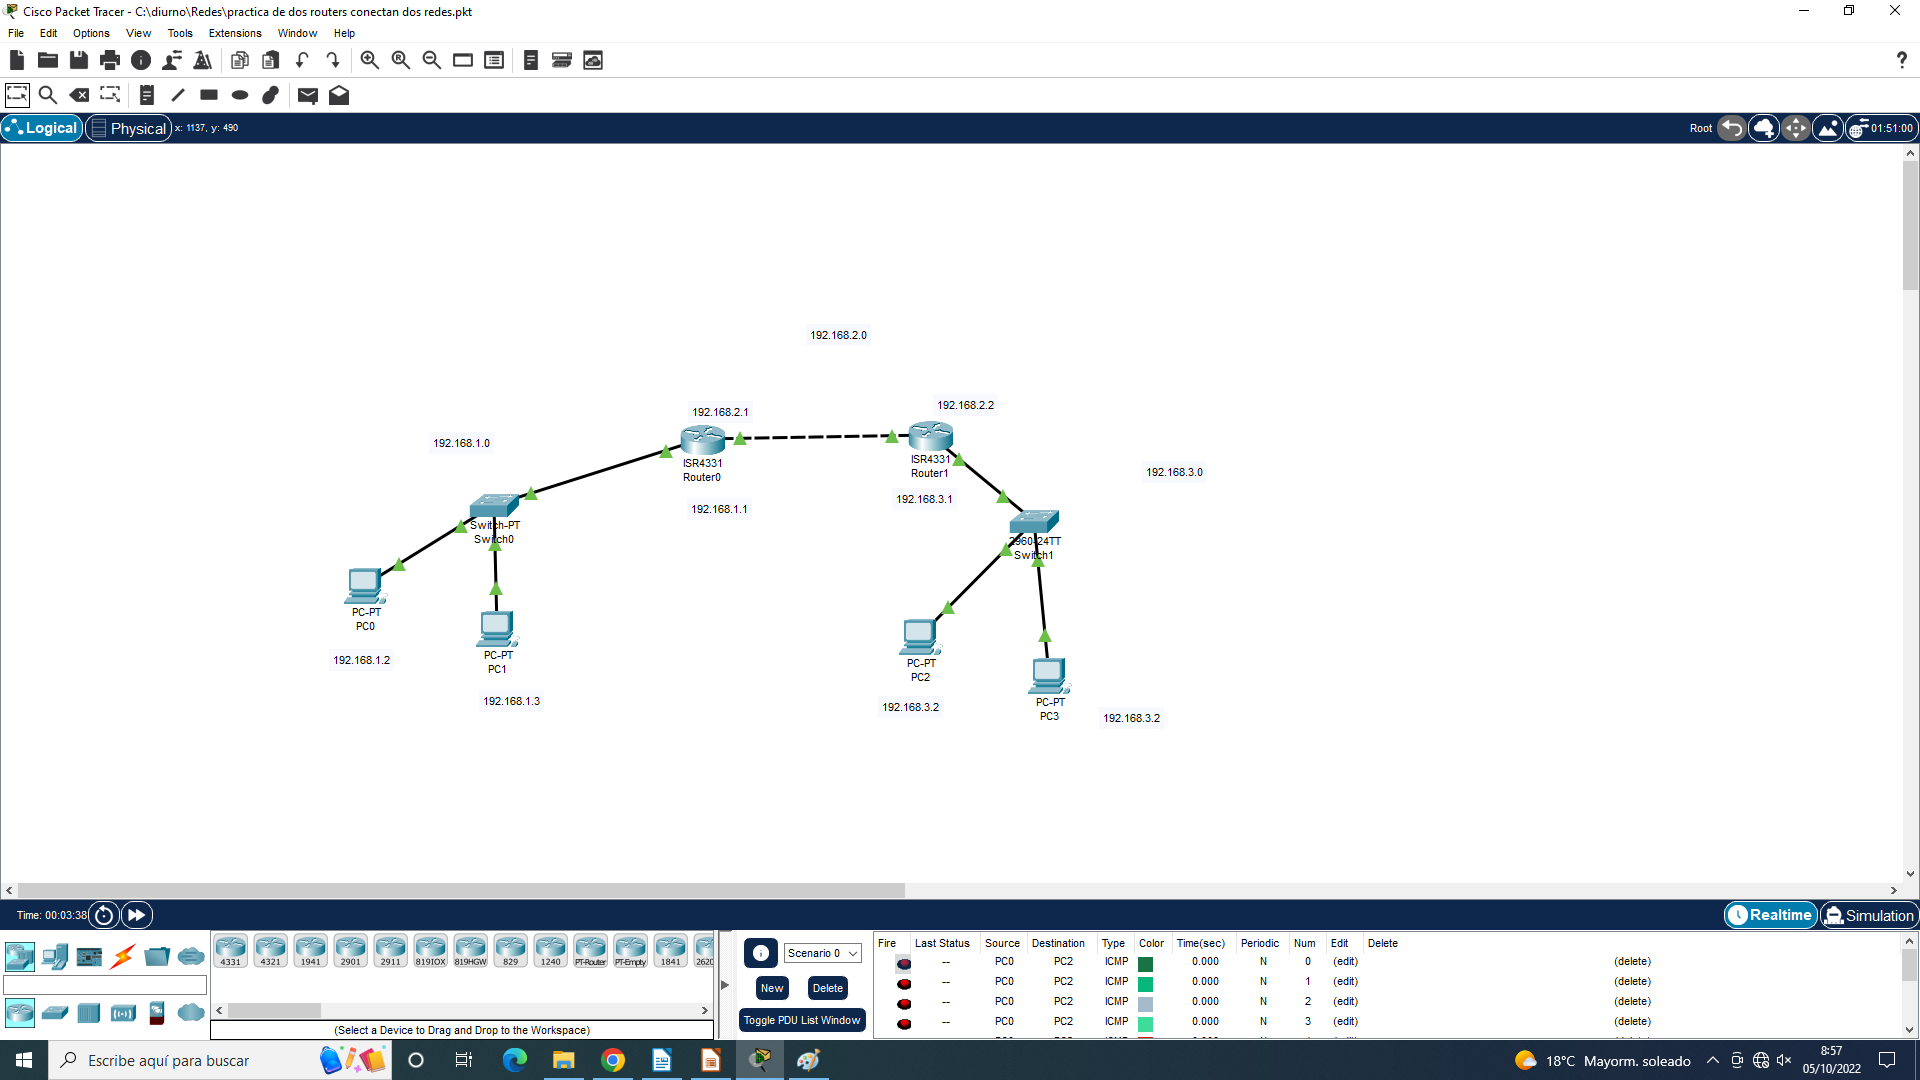 Cisco Packet Tracer - C:\diurno\Redes\practica de dos routers conectan dos redes.pkt
File Edit Options View Tools Extensions Window Help
?
Logical Physical x: 1137, y: 490 Root 01:51:00
192.168.2.0
192.168.2.1
192.168.2.2
192.168.1.0
ISR4331
Router0
ISR4331
Router1
192.168.3.0
192.168.1.1
192.168.3.1
Switch-PT
Switch0
2960-24TT
Switch1
PC-PT
PC0
192.168.1.2
PC-PT
PC1
192.168.1.3
PC-PT
PC2
192.168.3.2
PC-PT
PC3
192.168.3.2
Time: 00:03:38 Realtime Simulation
4331 4321 1941 2901 2911 819IOX 819HGW 829 1240 PT-Router PT-Empty 1841 2620
(Select a Device to Drag and Drop to the Workspace)
Scenario 0
New Delete
Toggle PDU List Window
Fire Last Status Source Destination Type Color Time(sec) Periodic Num Edit Delete
-- PC0 PC2 ICMP 0.000 N 0 (edit) (delete)
-- PC0 PC2 ICMP 0.000 N 1 (edit) (delete)
-- PC0 PC2 ICMP 0.000 N 2 (edit) (delete)
-- PC0 PC2 ICMP 0.000 N 3 (edit) (delete)
Escribe aquí para buscar
18°C Mayorm. soleado
8:57
05/10/2022